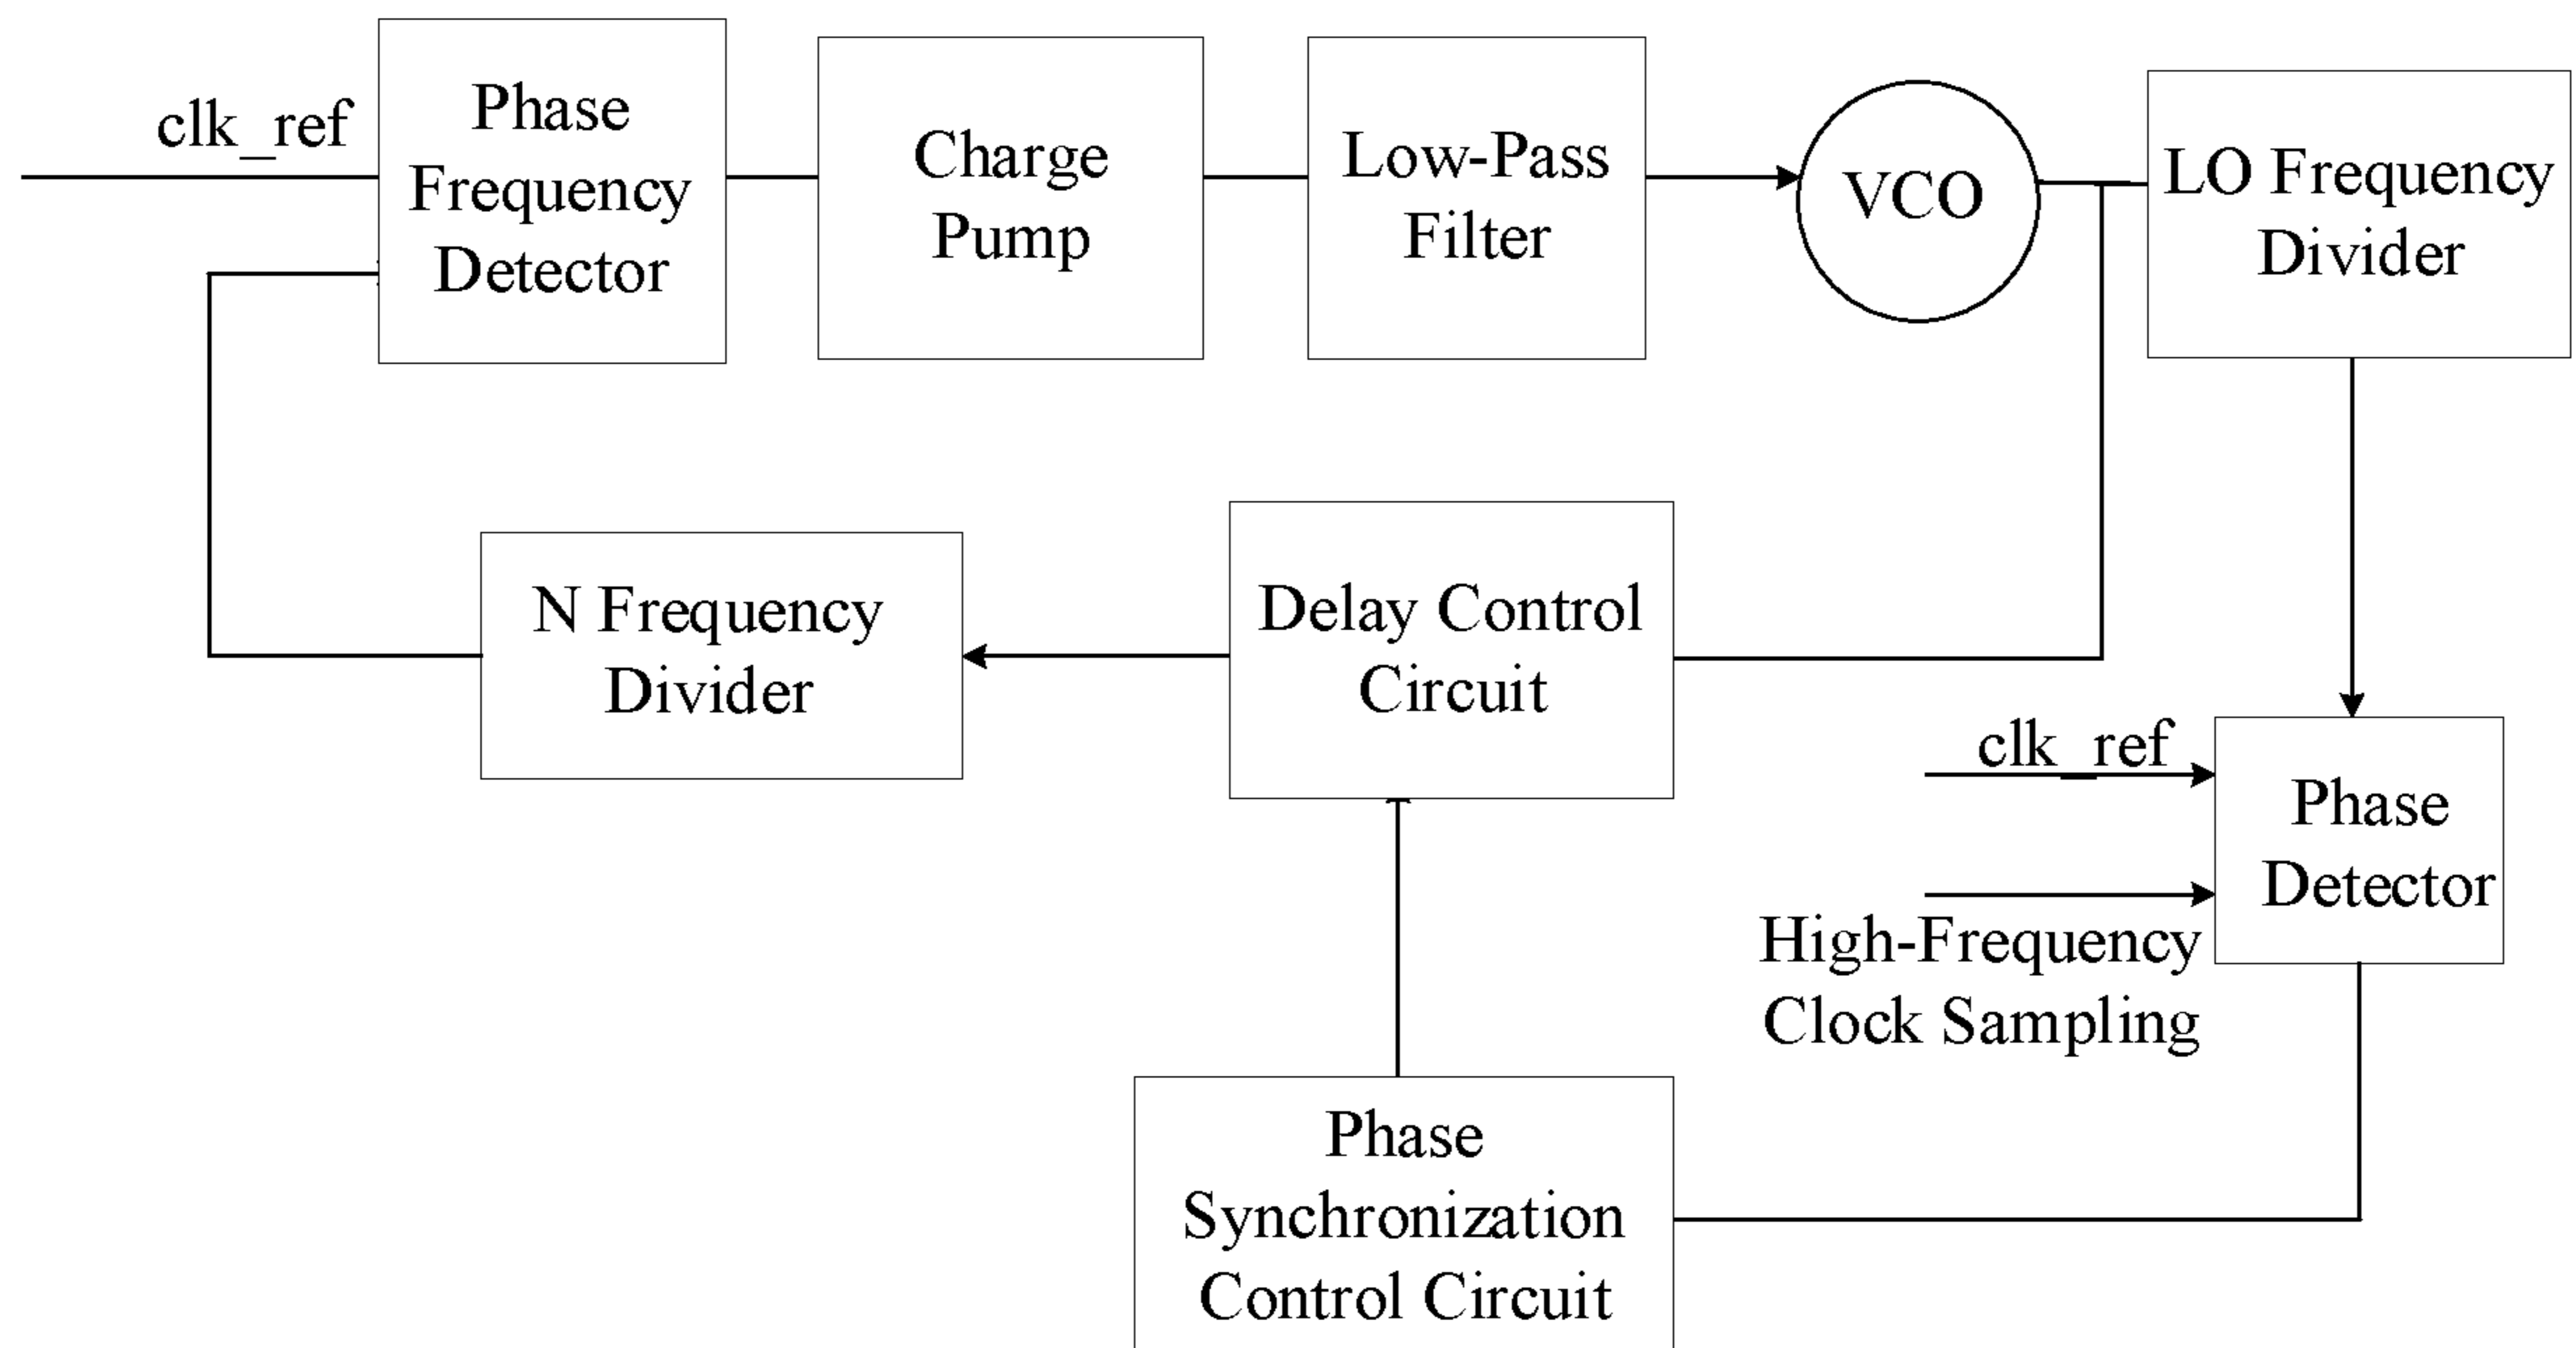 clk_ref
Phase
Frequency
Detector
Charge
Pump
Low-Pass
Filter
VCO
LO Frequency
Divider
N Frequency
Divider
Delay Control
Circuit
clk_ref
High-Frequency
Clock Sampling
Phase
Detector
Phase
Synchronization
Control Circuit